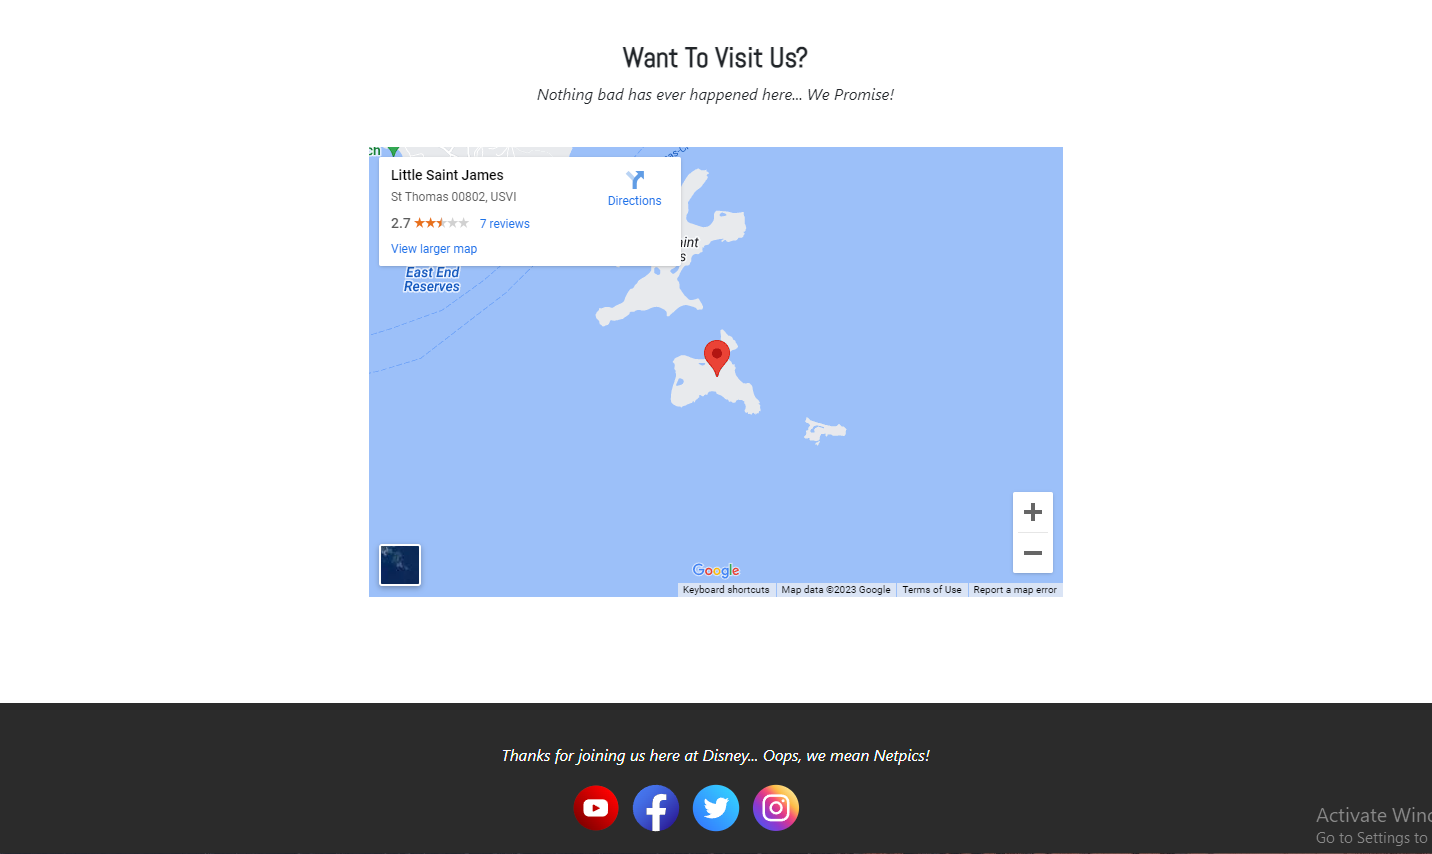 Want To Visit Us?
Nothing bad has ever happened here... We Promise!
ch
Little Saint James
St Thomas 00802, USVI
Directions
2.7
7 reviews
View larger map
aint
s
East End
Reserves
Google
Keyboard shortcuts
Map data ©2023 Google
Terms of Use
Report a map error
Thanks for joining us here at Disney... Oops, we mean Netpics!
Activate Wind
Go to Settings to